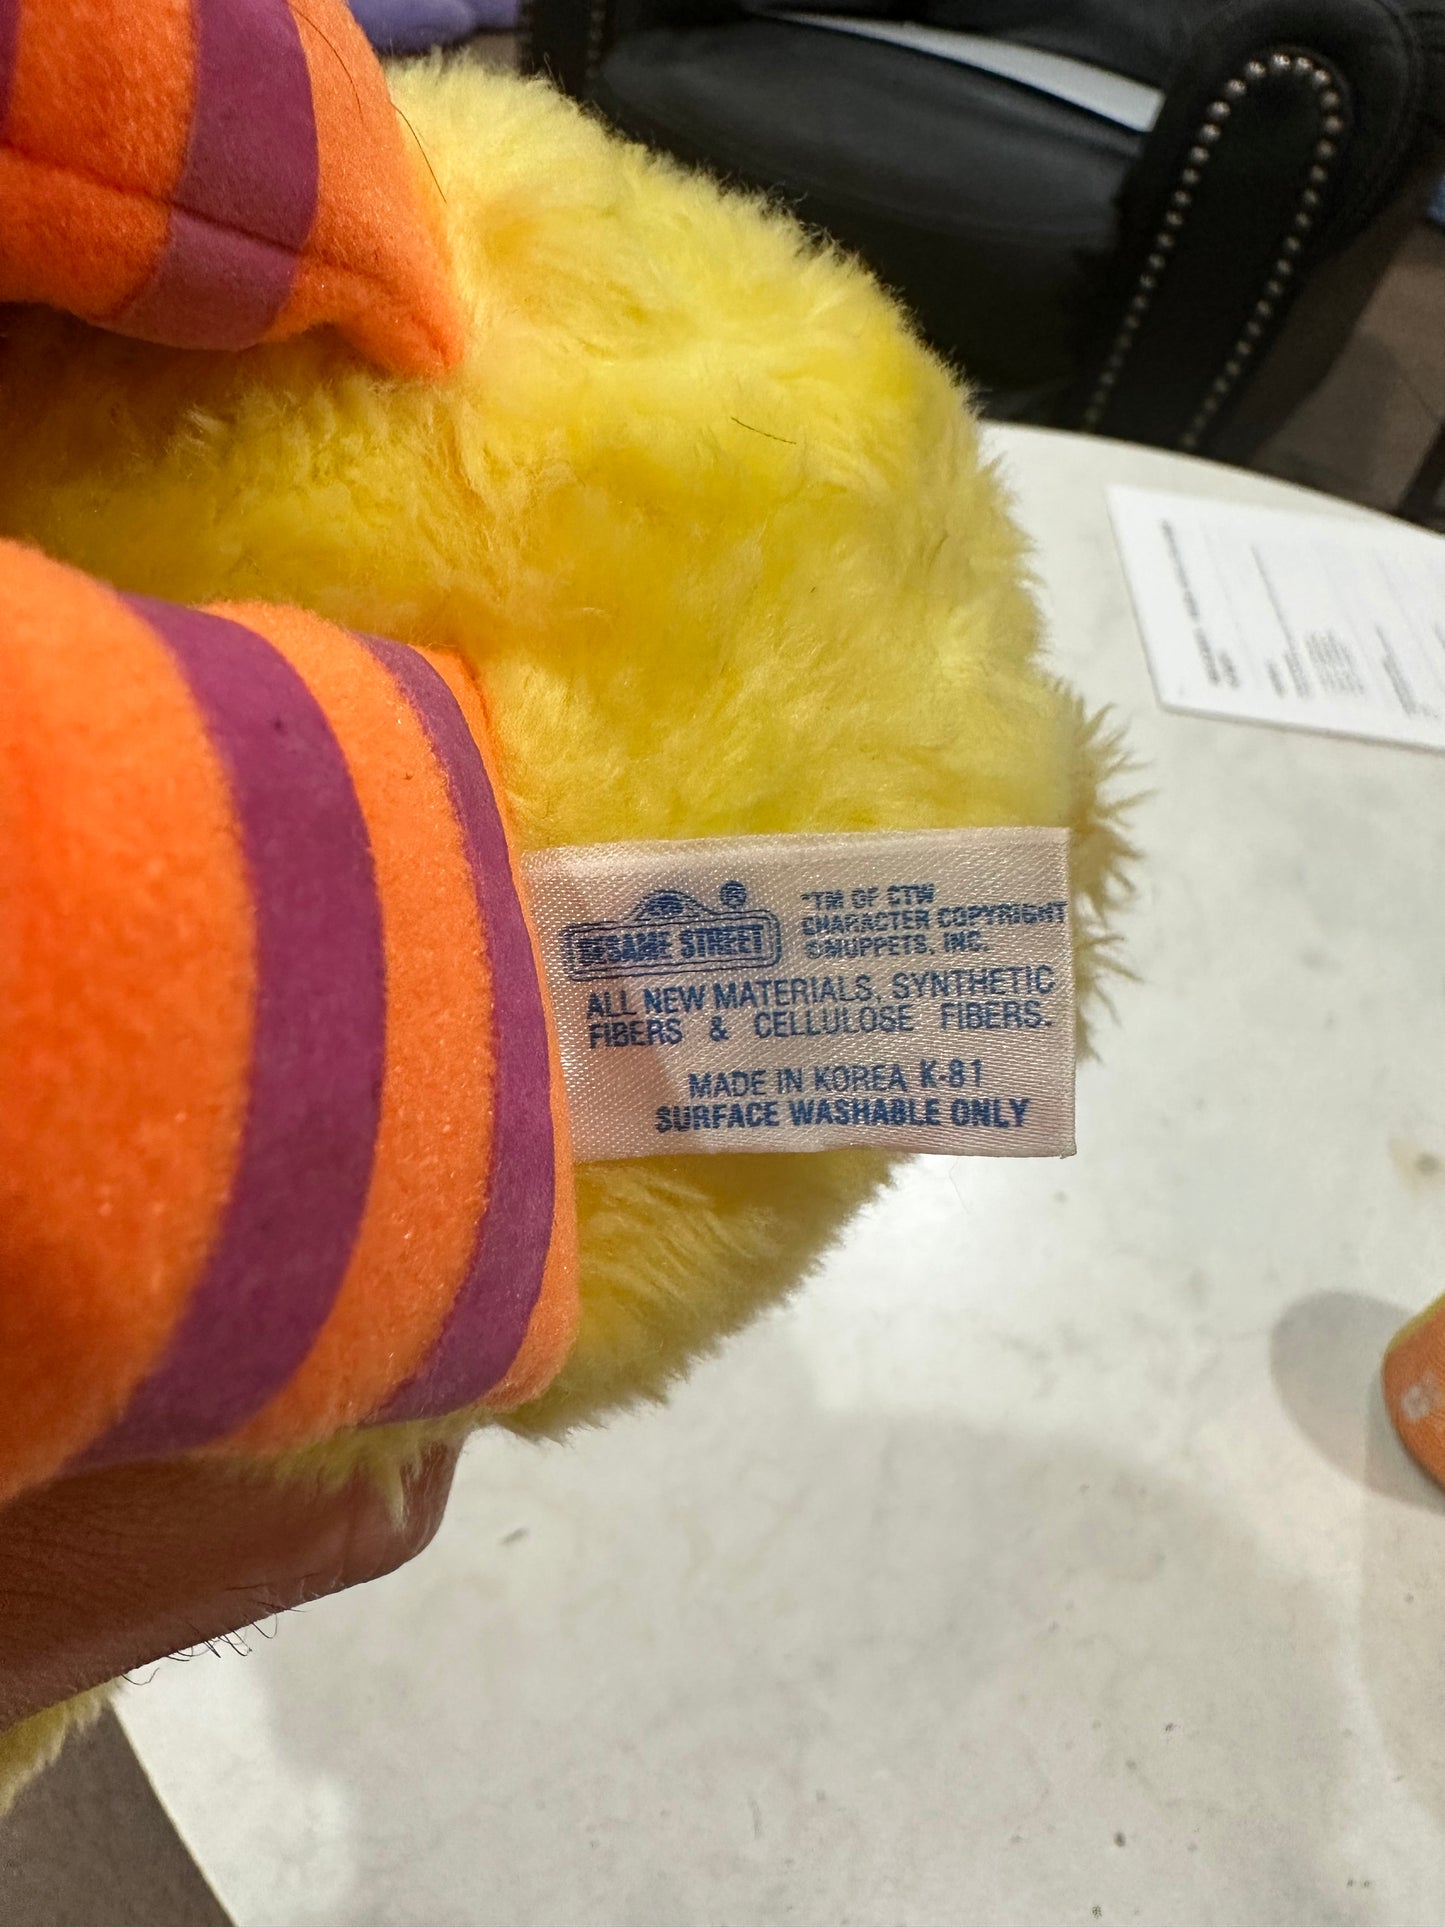 SESAME STREET
*TM OF CTW
CHARACTER COPYRIGHT
©MUPPETS, INC.
ALL NEW MATERIALS, SYNTHETIC
FIBERS & CELLULOSE FIBERS.
MADE IN KOREA K-81
SURFACE WASHABLE ONLY